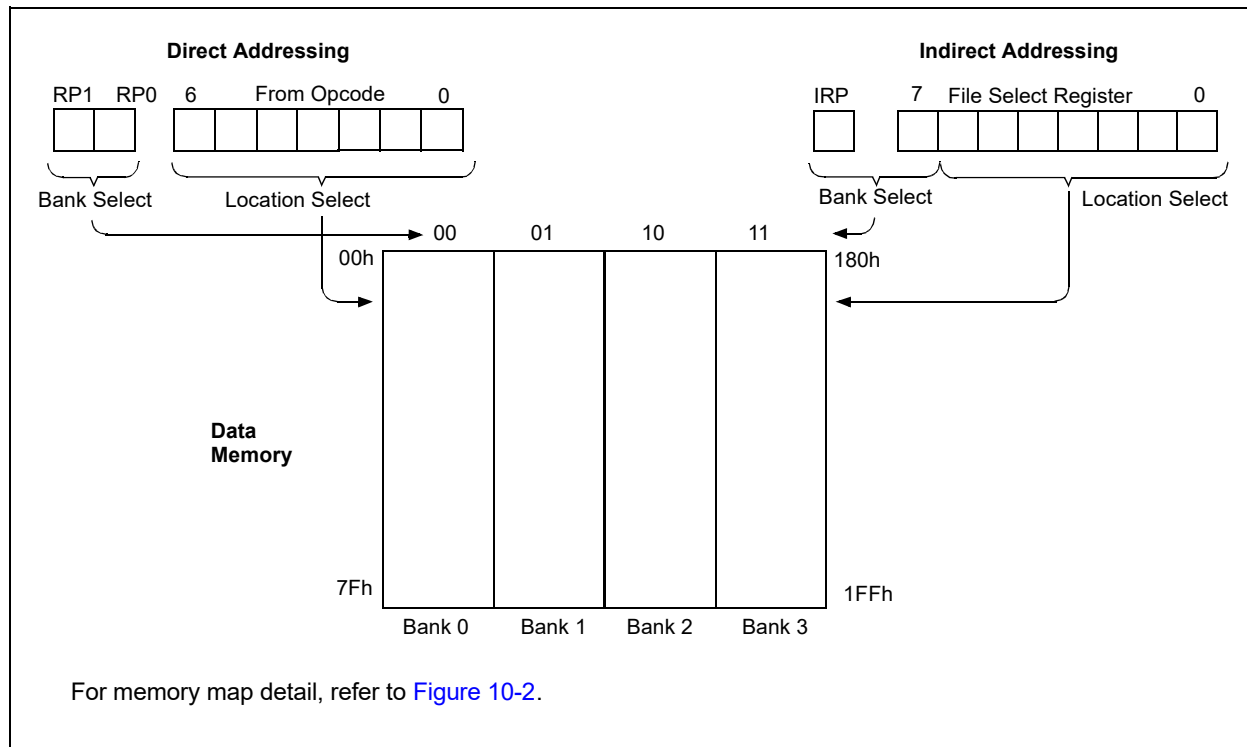 Direct Addressing
Indirect Addressing
RP1 RP0 6 From Opcode 0
IRP 7 File Select Register 0
Bank Select Location Select
Bank Select Location Select
00 01 10 11
00h 180h
Data
Memory
7Fh 1FFh
Bank 0 Bank 1 Bank 2 Bank 3
For memory map detail, refer to Figure 10-2.